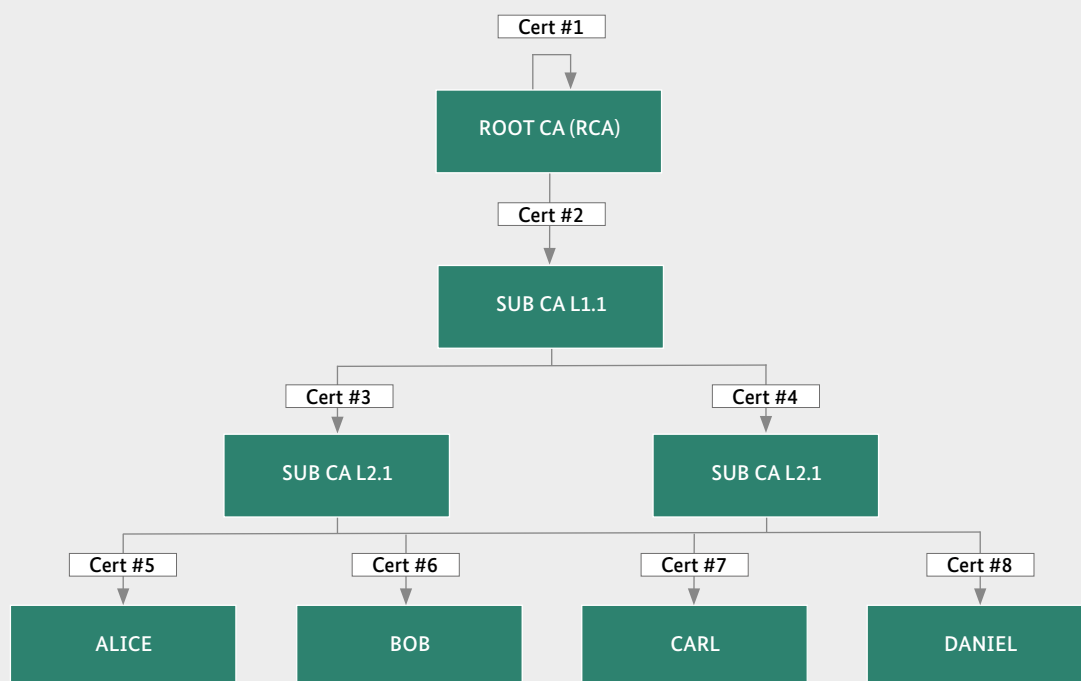 Cert #1
ROOT CA (RCA)
Cert #2
SUB CA L1.1
Cert #3
Cert #4
SUB CA L2.1
SUB CA L2.1
Cert #5
Cert #6
Cert #7
Cert #8
ALICE
BOB
CARL
DANIEL